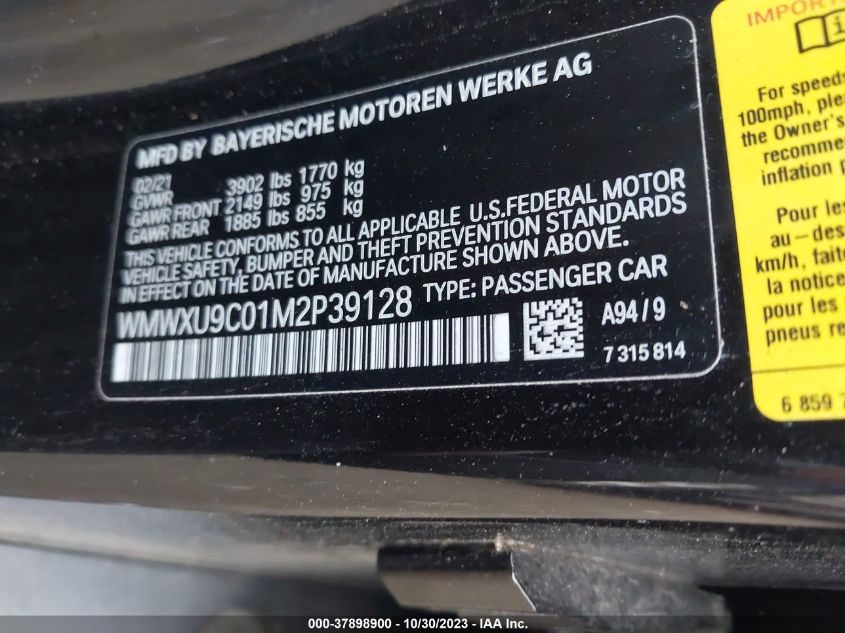 MFD BY BAYERISCHE MOTOREN WERKE AG
02/21
GVWR 3902 lbs 1770 kg
GAWR FRONT 2149 lbs 975 kg
GAWR REAR 1885 lbs 855 kg
THIS VEHICLE CONFORMS TO ALL APPLICABLE U.S.FEDERAL MOTOR
VEHICLE SAFETY, BUMPER AND THEFT PREVENTION STANDARDS
IN EFFECT ON THE DATE OF MANUFACTURE SHOWN ABOVE.
WMWXU9C01M2P39128 TYPE: PASSENGER CAR
A94/9
7 315 814
IMPOR
i
For speeds
100mph, ple
the Owner's
recomme
inflation p
Pour les
au-des
km/h, faite
la notice
pour les
pneus re
6 859 7
000-37898900 - 10/30/2023 - IAA Inc.